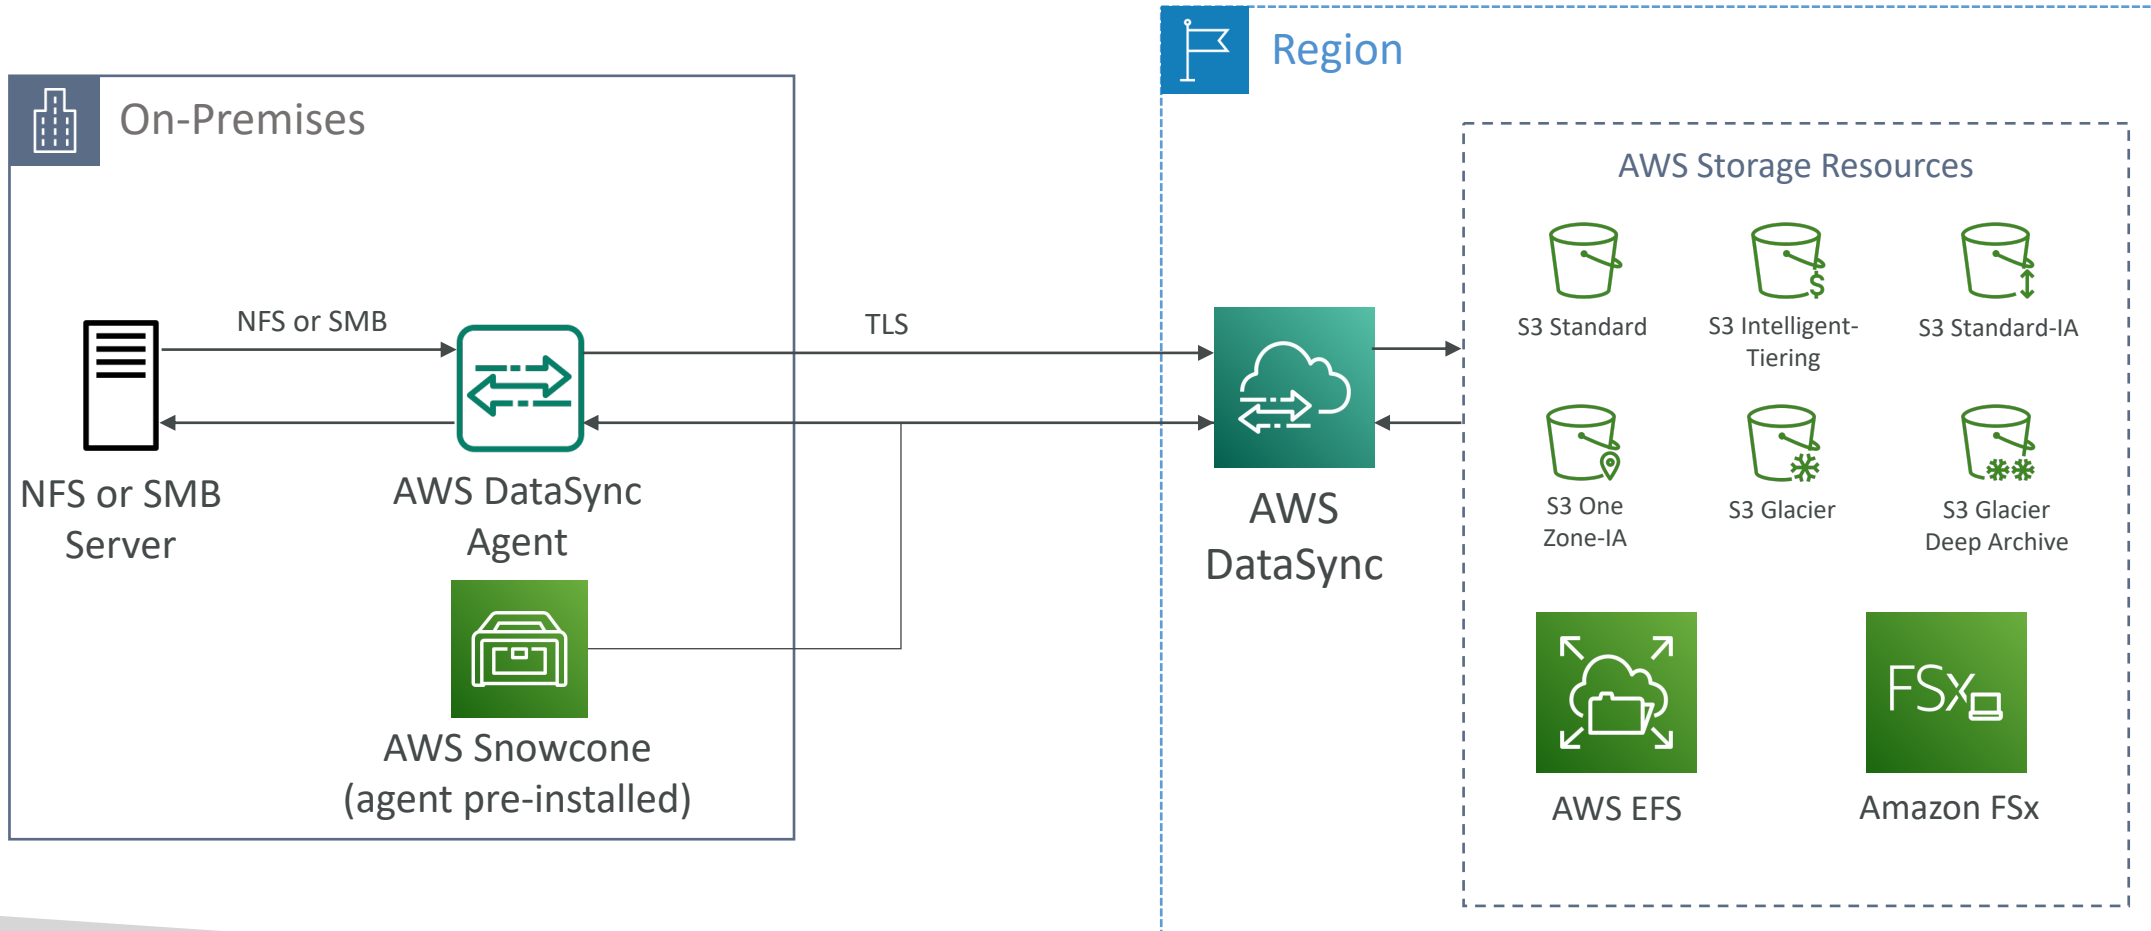 Region
On-Premises
AWS Storage Resources
NFS or SMB
TLS
S3 Standard
S3 Intelligent-
Tiering
S3 Standard-IA
NFS or SMB
Server
AWS DataSync
Agent
AWS
DataSync
S3 One
Zone-IA
S3 Glacier
S3 Glacier
Deep Archive
FSx
AWS Snowcone
(agent pre-installed)
AWS EFS
Amazon FSx